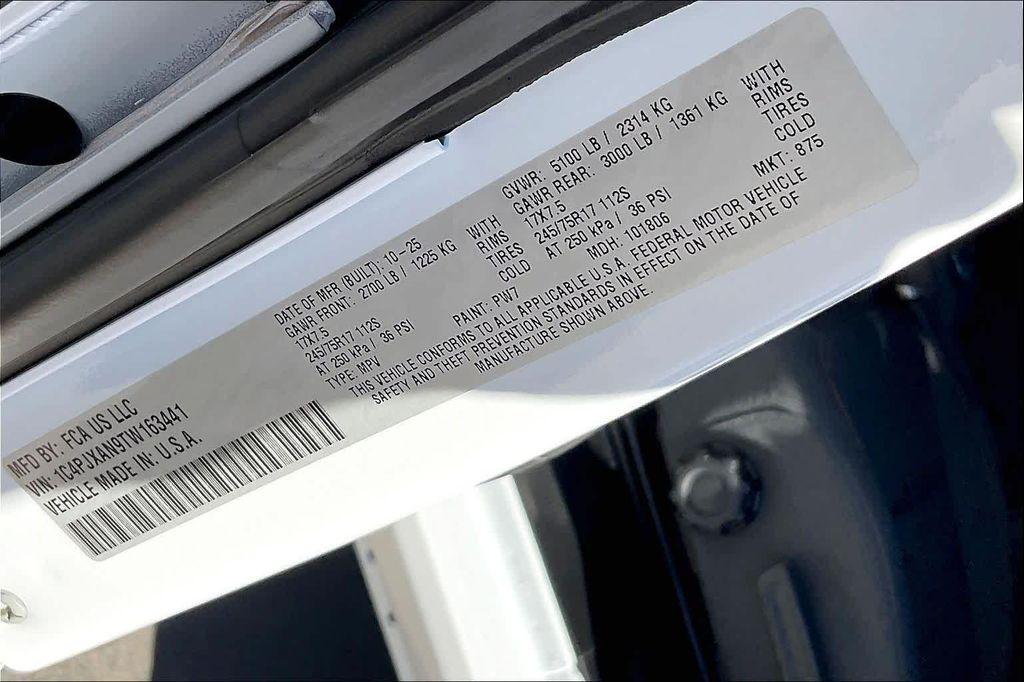 MFD BY: FCA US LLC
VIN: 1C4PJXAN9TW163441
VEHICLE MADE IN: U.S.A.
DATE OF MFR (BUILT): 10-25 GVWR: 5100 LB / 2314 KG
GAWR FRONT: 2700 LB / 1225 KG WITH GAWR REAR: 3000 LB / 1361 KG WITH
17X7.5 RIMS 17X7.5 RIMS
245/75R17 112S TIRES 245/75R17 112S TIRES
AT 250 kPa / 36 PSI COLD AT 250 kPa / 36 PSI COLD
TYPE: MPV PAINT: PW7 MDH: 101806 MKT: 875
THIS VEHICLE CONFORMS TO ALL APPLICABLE U.S.A. FEDERAL MOTOR VEHICLE
SAFETY AND THEFT PREVENTION STANDARDS IN EFFECT ON THE DATE OF
MANUFACTURE SHOWN ABOVE.